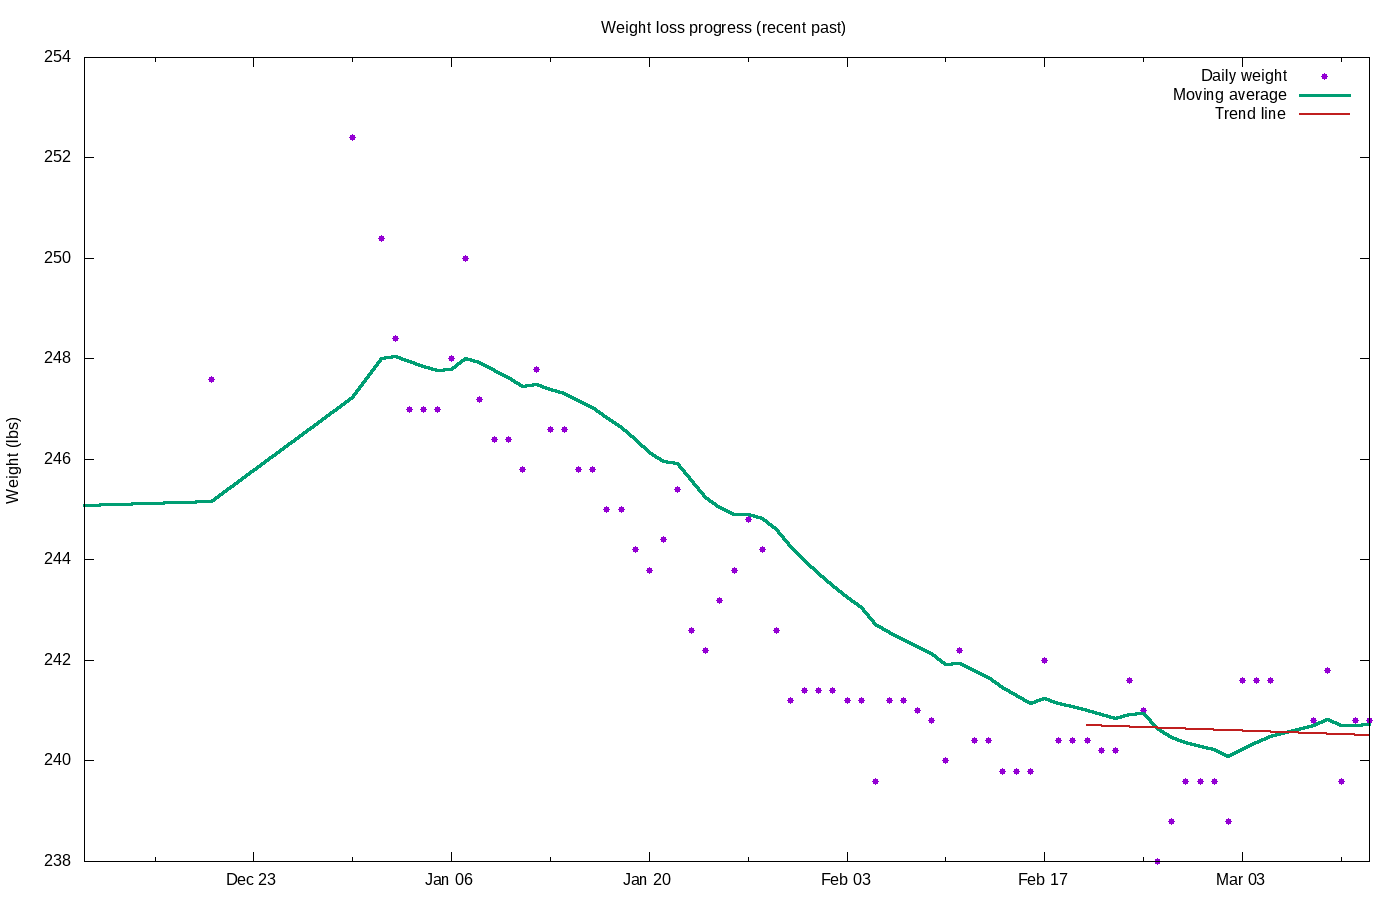 Weight loss progress (recent past)
254
252
250
248
246
244
242
240
238
Weight (lbs)
Daily weight
Moving average
Trend line
Dec 23
Jan 06
Jan 20
Feb 03
Feb 17
Mar 03